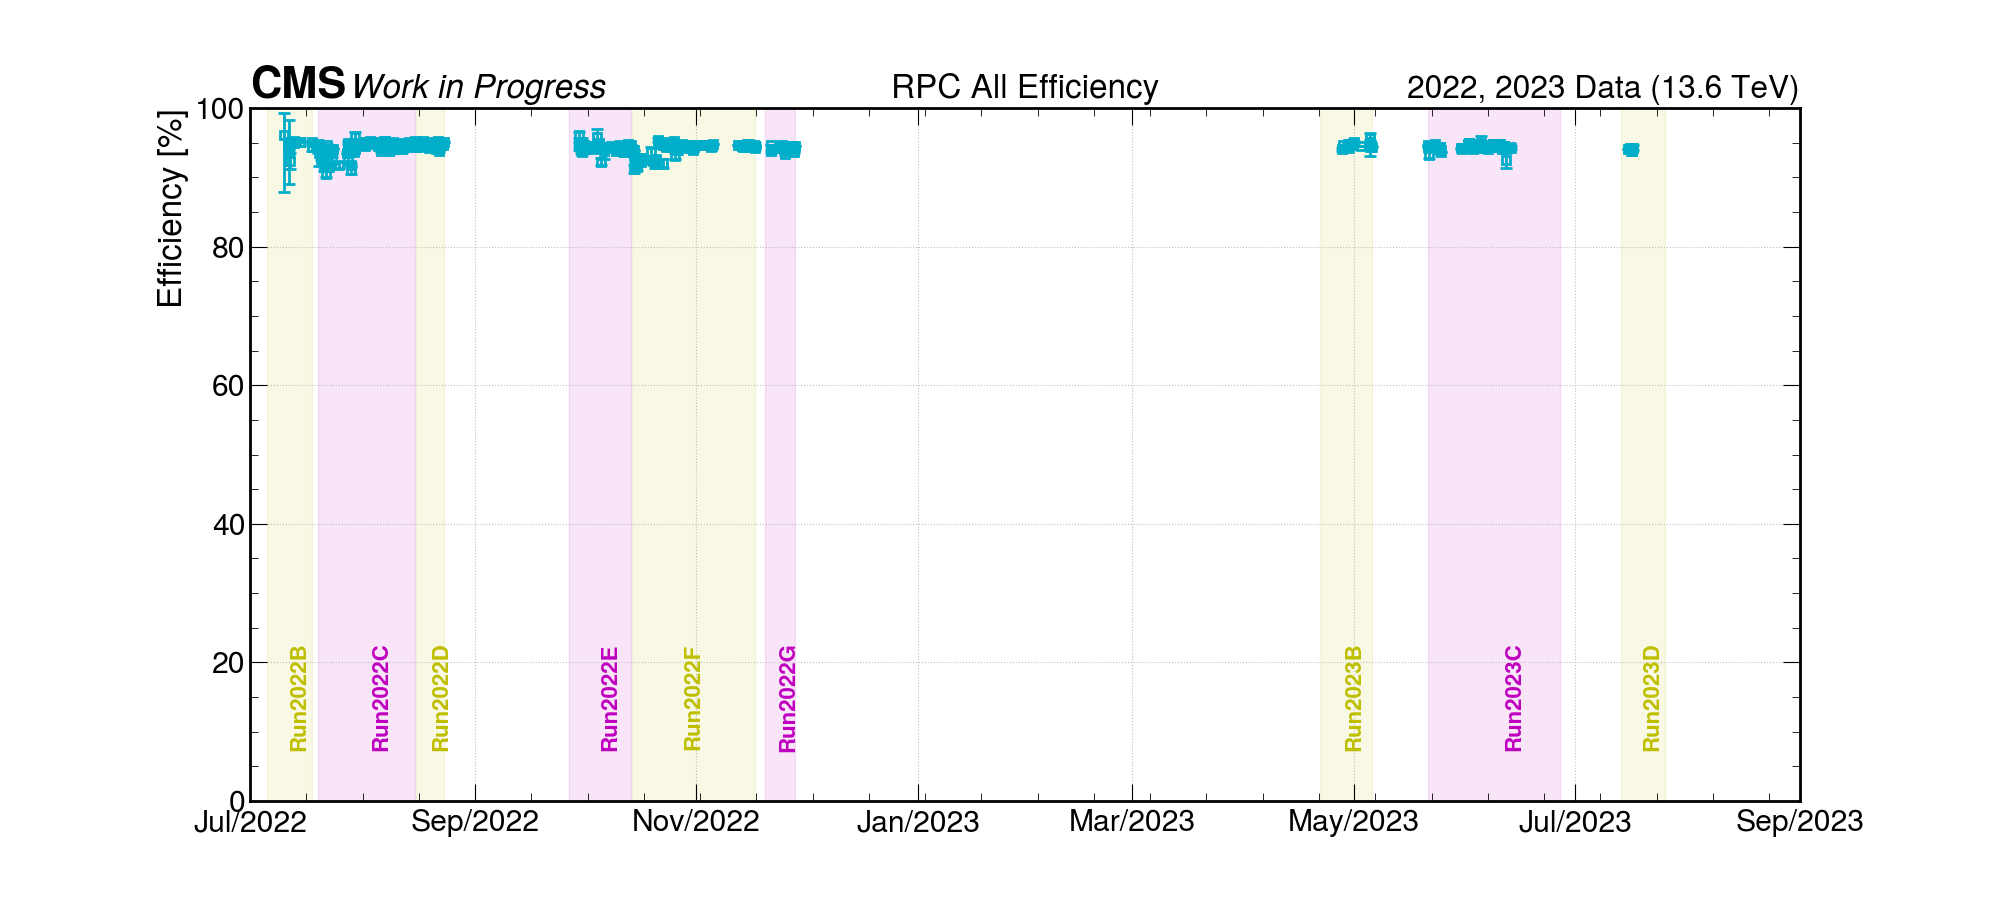 CMS Work in Progress RPC All Efficiency 2022, 2023 Data (13.6 TeV)
Efficiency [%]
100
80
60
40
20
0
Run2022B Run2022C Run2022D Run2022E Run2022F Run2022G Run2023B Run2023C Run2023D
Jul/2022 Sep/2022 Nov/2022 Jan/2023 Mar/2023 May/2023 Jul/2023 Sep/2023